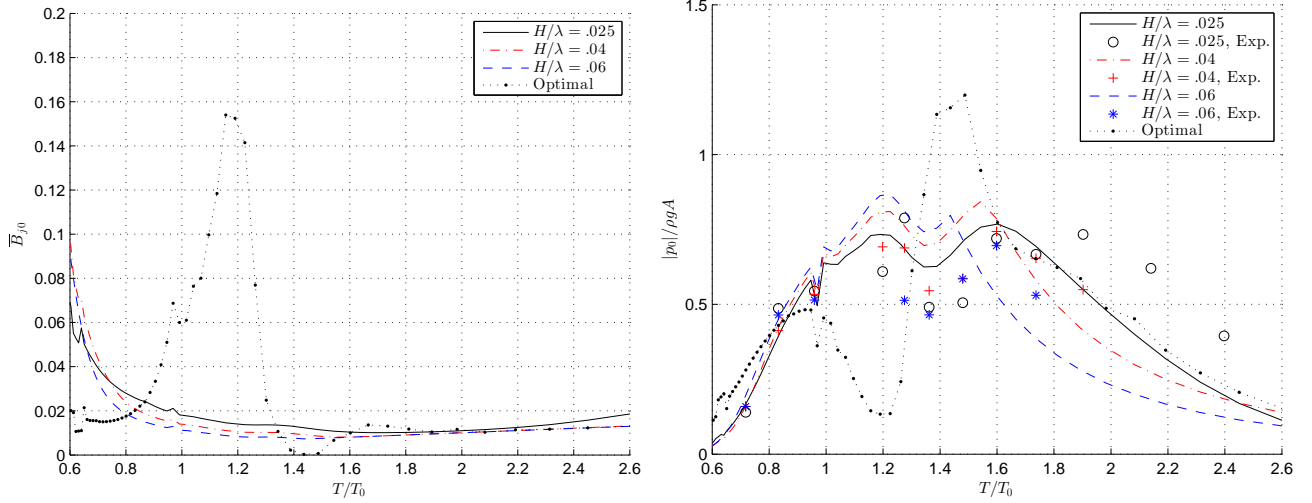 0.2
0.18
0.16
0.14
0.12
0.1
0.08
0.06
0.04
0.02
0
0.6 0.8 1 1.2 1.4 1.6 1.8 2 2.2 2.4 2.6
T/T₀
B̅ⱼ₀
H/λ = .025
H/λ = .04
H/λ = .06
Optimal
1.5
1
0.5
0
0.6 0.8 1 1.2 1.4 1.6 1.8 2 2.2 2.4 2.6
T/T₀
|p₀|/ρgA
H/λ = .025
H/λ = .025, Exp.
H/λ = .04
H/λ = .04, Exp.
H/λ = .06
H/λ = .06, Exp.
Optimal